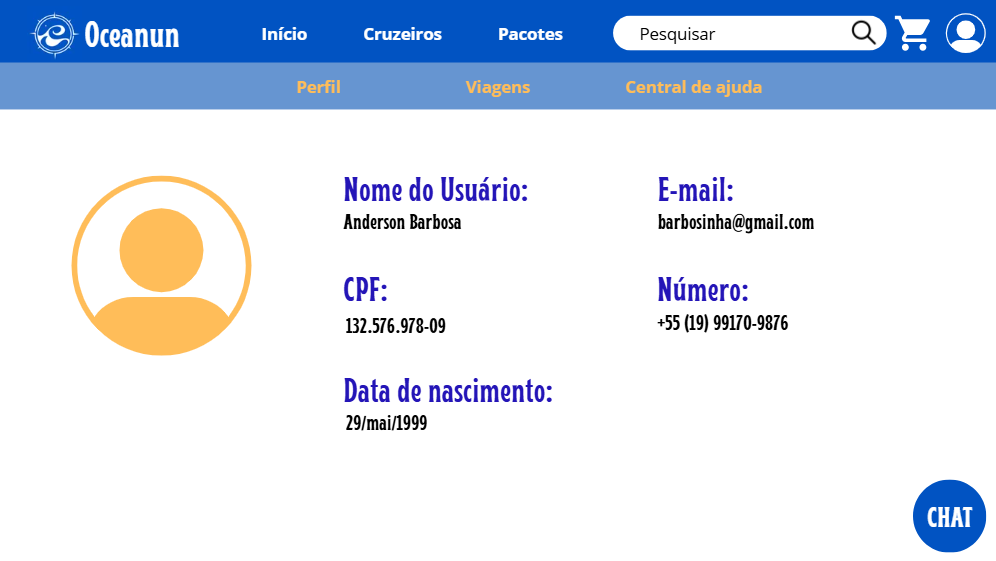 Oceanun
Início
Cruzeiros
Pacotes
Pesquisar
Perfil
Viagens
Central de ajuda
Nome do Usuário:
Anderson Barbosa
E-mail:
barbosinha@gmail.com
CPF:
132.576.978-09
Número:
+55 (19) 99170-9876
Data de nascimento:
29/mai/1999
CHAT